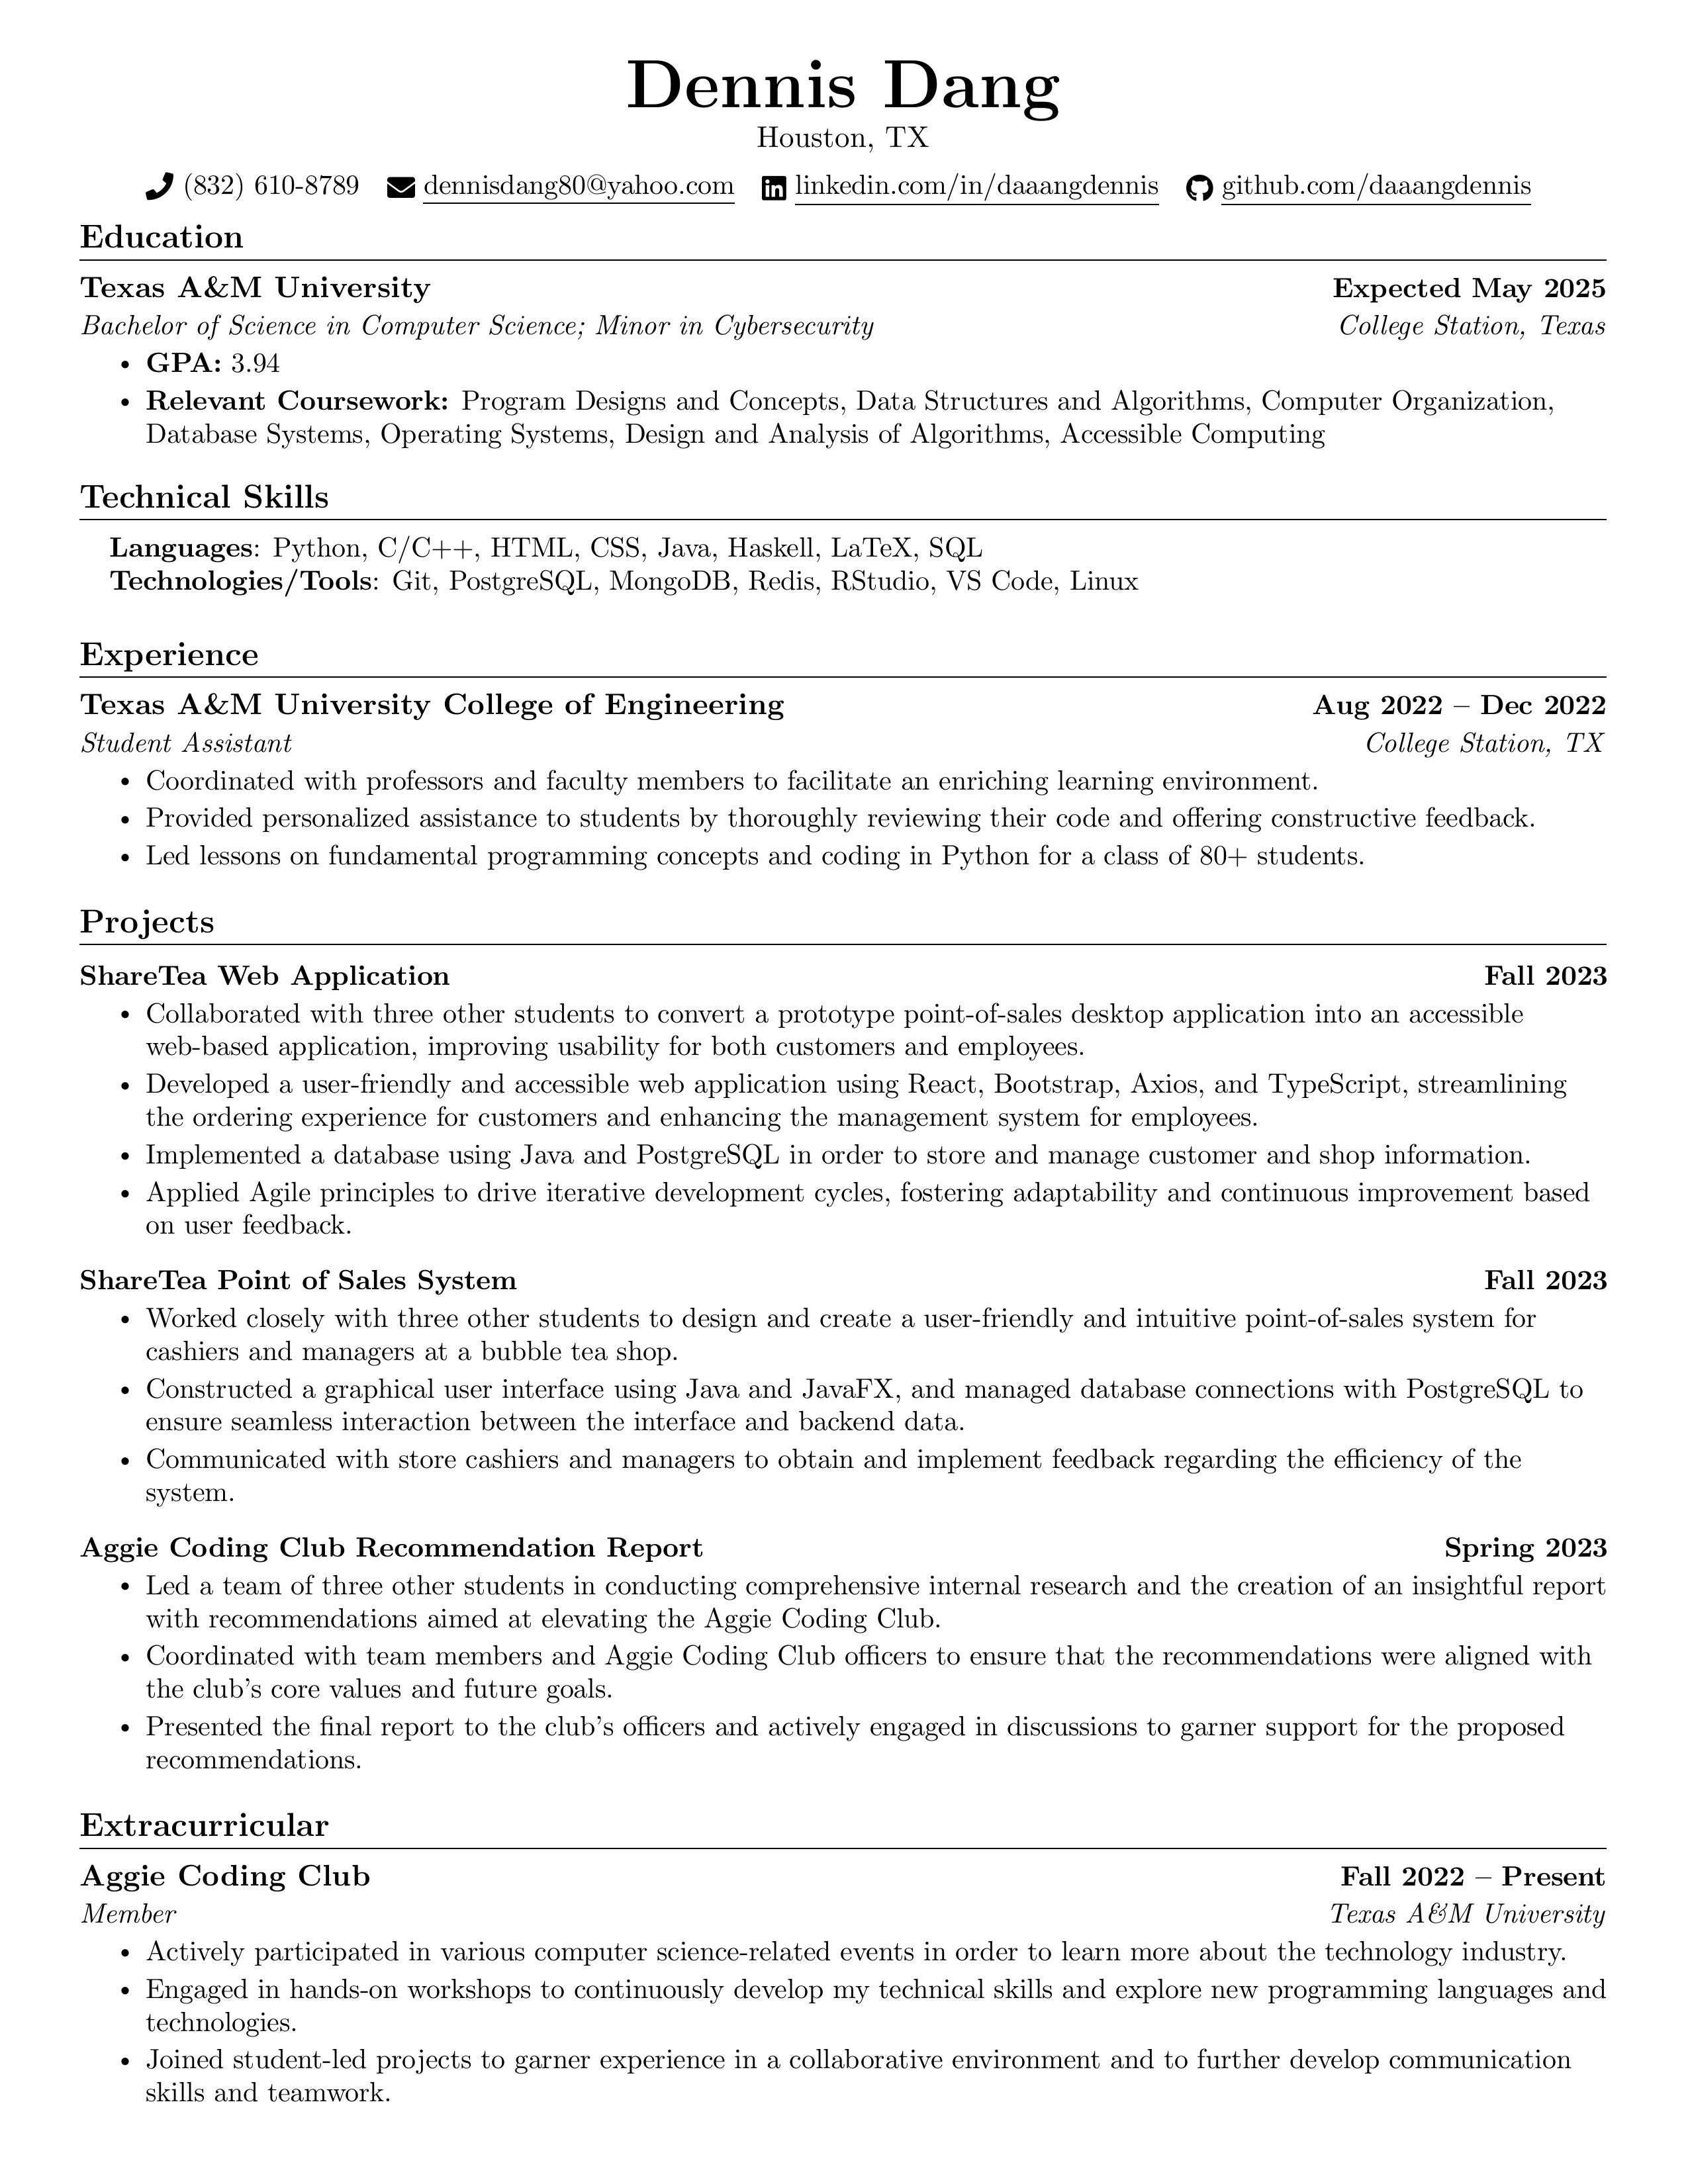 Dennis Dang
Houston, TX
(832) 610-8789 dennisdang80@yahoo.com linkedin.com/in/daaangdennis github.com/daaangdennis
Education
Texas A&M University Expected May 2025
Bachelor of Science in Computer Science; Minor in Cybersecurity College Station, Texas
• GPA: 3.94
• Relevant Coursework: Program Designs and Concepts, Data Structures and Algorithms, Computer Organization,
Database Systems, Operating Systems, Design and Analysis of Algorithms, Accessible Computing
Technical Skills
Languages: Python, C/C++, HTML, CSS, Java, Haskell, LaTeX, SQL
Technologies/Tools: Git, PostgreSQL, MongoDB, Redis, RStudio, VS Code, Linux
Experience
Texas A&M University College of Engineering Aug 2022 – Dec 2022
Student Assistant College Station, TX
• Coordinated with professors and faculty members to facilitate an enriching learning environment.
• Provided personalized assistance to students by thoroughly reviewing their code and offering constructive feedback.
• Led lessons on fundamental programming concepts and coding in Python for a class of 80+ students.
Projects
ShareTea Web Application Fall 2023
• Collaborated with three other students to convert a prototype point-of-sales desktop application into an accessible
web-based application, improving usability for both customers and employees.
• Developed a user-friendly and accessible web application using React, Bootstrap, Axios, and TypeScript, streamlining
the ordering experience for customers and enhancing the management system for employees.
• Implemented a database using Java and PostgreSQL in order to store and manage customer and shop information.
• Applied Agile principles to drive iterative development cycles, fostering adaptability and continuous improvement based
on user feedback.
ShareTea Point of Sales System Fall 2023
• Worked closely with three other students to design and create a user-friendly and intuitive point-of-sales system for
cashiers and managers at a bubble tea shop.
• Constructed a graphical user interface using Java and JavaFX, and managed database connections with PostgreSQL to
ensure seamless interaction between the interface and backend data.
• Communicated with store cashiers and managers to obtain and implement feedback regarding the efficiency of the
system.
Aggie Coding Club Recommendation Report Spring 2023
• Led a team of three other students in conducting comprehensive internal research and the creation of an insightful report
with recommendations aimed at elevating the Aggie Coding Club.
• Coordinated with team members and Aggie Coding Club officers to ensure that the recommendations were aligned with
the club's core values and future goals.
• Presented the final report to the club's officers and actively engaged in discussions to garner support for the proposed
recommendations.
Extracurricular
Aggie Coding Club Fall 2022 – Present
Member Texas A&M University
• Actively participated in various computer science-related events in order to learn more about the technology industry.
• Engaged in hands-on workshops to continuously develop my technical skills and explore new programming languages and
technologies.
• Joined student-led projects to garner experience in a collaborative environment and to further develop communication
skills and teamwork.